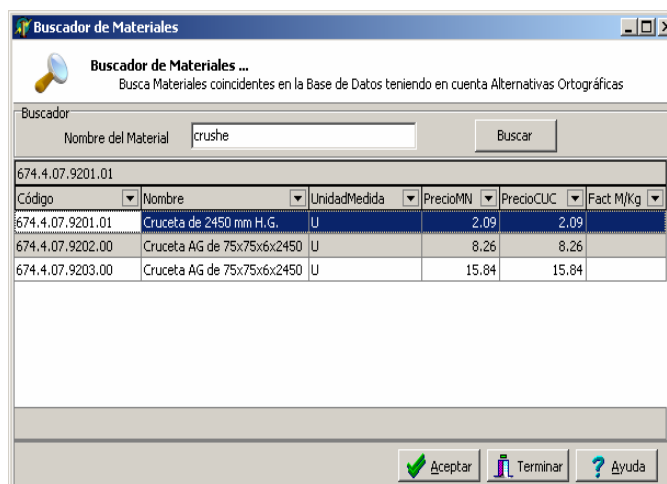 Buscador de Materiales
Buscador de Materiales ...
Busca Materiales coincidentes en la Base de Datos teniendo en cuenta Alternativas Ortográficas
Buscador
Nombre del Material crushe Buscar
674.4.07.9201.01
Código Nombre UnidadMedida PrecioMN PrecioCUC Fact M/Kg
674.4.07.9201.01 Cruceta de 2450 mm H.G. U 2.09 2.09
674.4.07.9202.00 Cruceta AG de 75x75x6x2450 U 8.26 8.26
674.4.07.9203.00 Cruceta AG de 75x75x6x2450 U 15.84 15.84
Aceptar Terminar Ayuda